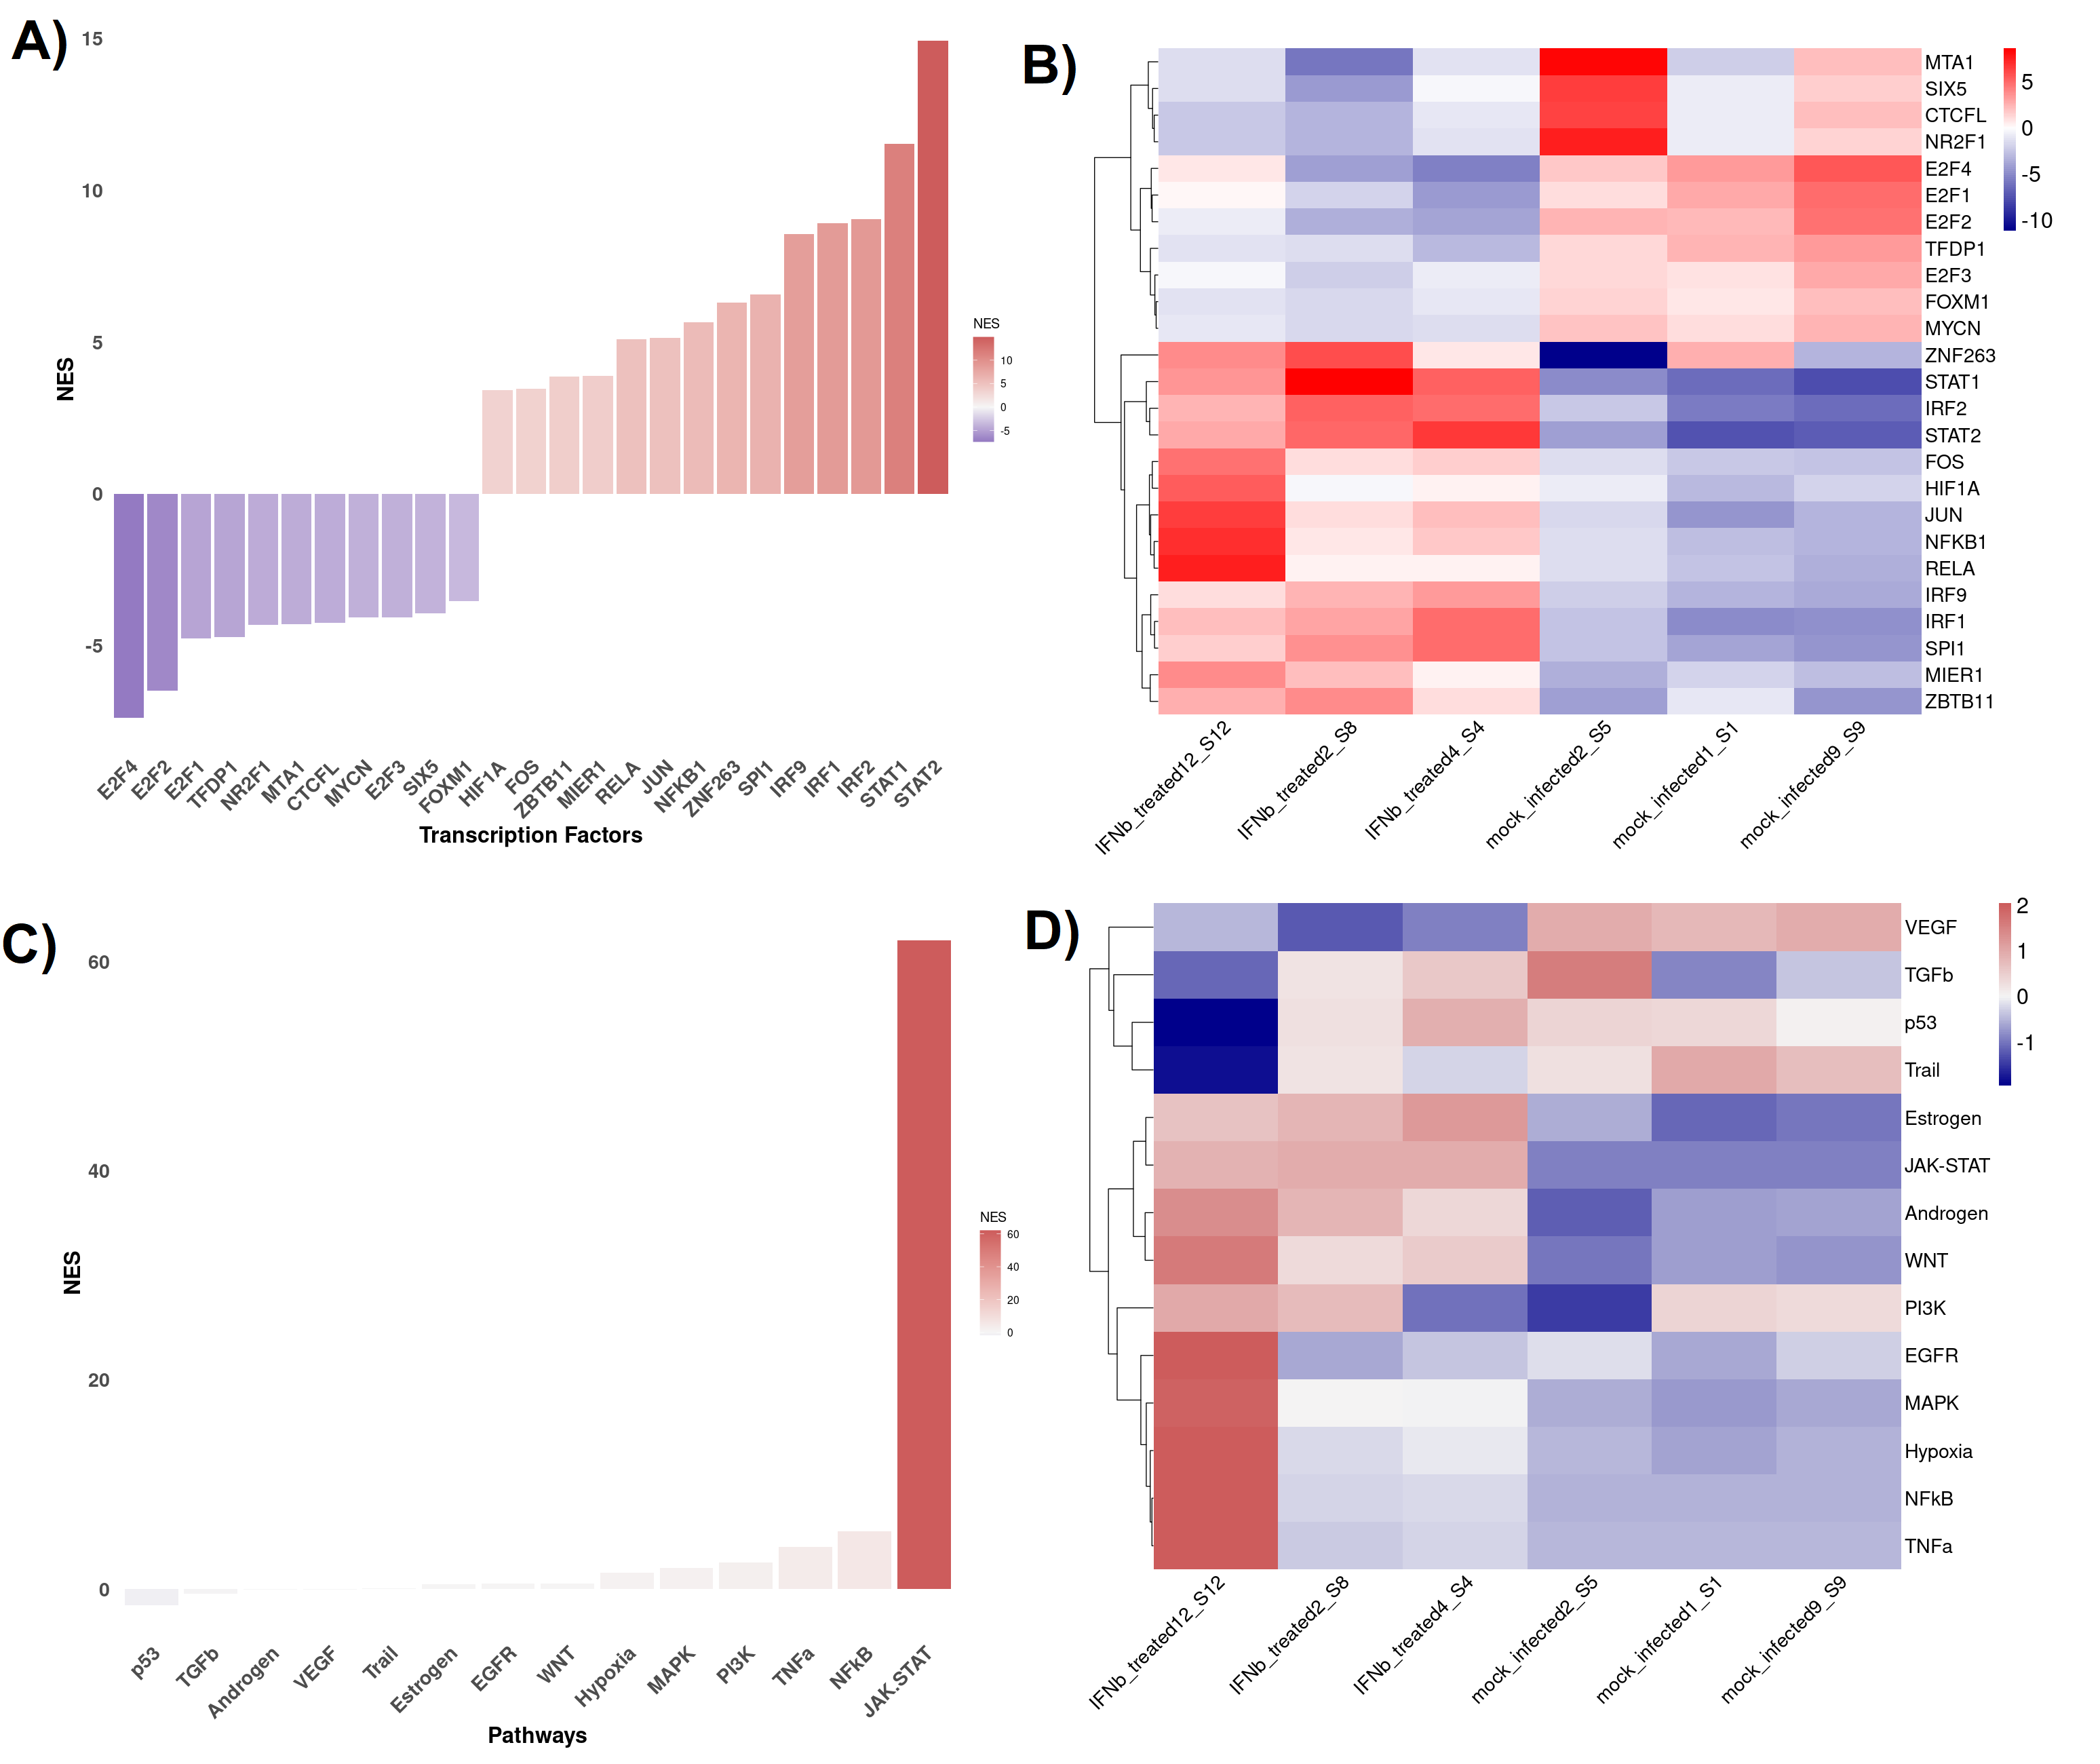 A)
15
10
5
0
-5
NES
NES
10
5
0
-5
E2F4
E2F2
E2F1
TFDP1
NR2F1
MTA1
CTCFL
MYCN
E2F3
SIX5
FOXM1
HIF1A
FOS
ZBTB11
MIER1
RELA
JUN
NFKB1
ZNF263
SPI1
IRF9
IRF1
IRF2
STAT1
STAT2
Transcription Factors
B)
MTA1
SIX5
CTCFL
NR2F1
E2F4
E2F1
E2F2
TFDP1
E2F3
FOXM1
MYCN
ZNF263
STAT1
IRF2
STAT2
FOS
HIF1A
JUN
NFKB1
RELA
IRF9
IRF1
SPI1
MIER1
ZBTB11
5
0
-5
-10
IFNb_treated12_S12
IFNb_treated2_S8
IFNb_treated4_S4
mock_infected2_S5
mock_infected1_S1
mock_infected9_S9
C)
60
40
20
0
NES
NES
60
40
20
0
p53
TGFb
Androgen
VEGF
Trail
Estrogen
EGFR
WNT
Hypoxia
MAPK
PI3K
TNFa
NFkB
JAK.STAT
Pathways
D)
VEGF
TGFb
p53
Trail
Estrogen
JAK-STAT
Androgen
WNT
PI3K
EGFR
MAPK
Hypoxia
NFkB
TNFa
2
1
0
-1
IFNb_treated12_S12
IFNb_treated2_S8
IFNb_treated4_S4
mock_infected2_S5
mock_infected1_S1
mock_infected9_S9